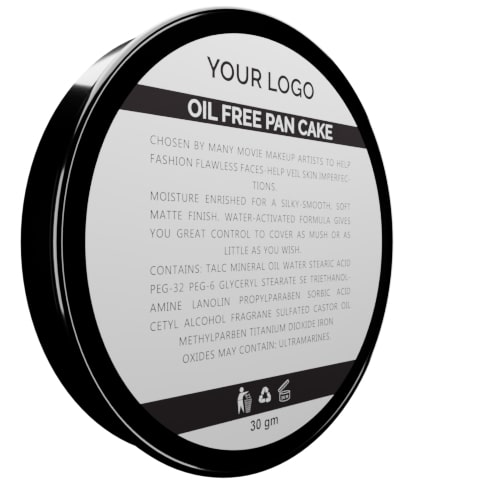 YOUR LOGO
OIL FREE PAN CAKE
CHOSEN BY MANY MOVIE MAKEUP ARTISTS TO HELP
FASHION FLAWLESS FACES-HELP VEIL SKIN IMPERFEC-
TIONS.
MOISTURE ENRISHED FOR A SILKY-SMOOTH, SOFT
MATTE FINISH. WATER-ACTIVATED FORMULA GIVES
YOU GREAT CONTROL TO COVER AS MUSH OR AS
LITTLE AS YOU WISH.
CONTAINS: TALC MINERAL OIL WATER STEARIC ACID
PEG-32 PEG-6 GLYCERYL STEARATE SE TRIETHANOL-
AMINE LANOLIN PROPYLPARABEN SORBIC ACID
CETYL ALCOHOL FRAGRANE SULFATED CASTOR OIL
METHYLPARBEN TITANIUM DIOXIDE IRON
OXIDES MAY CONTAIN: ULTRAMARINES.
30 gm